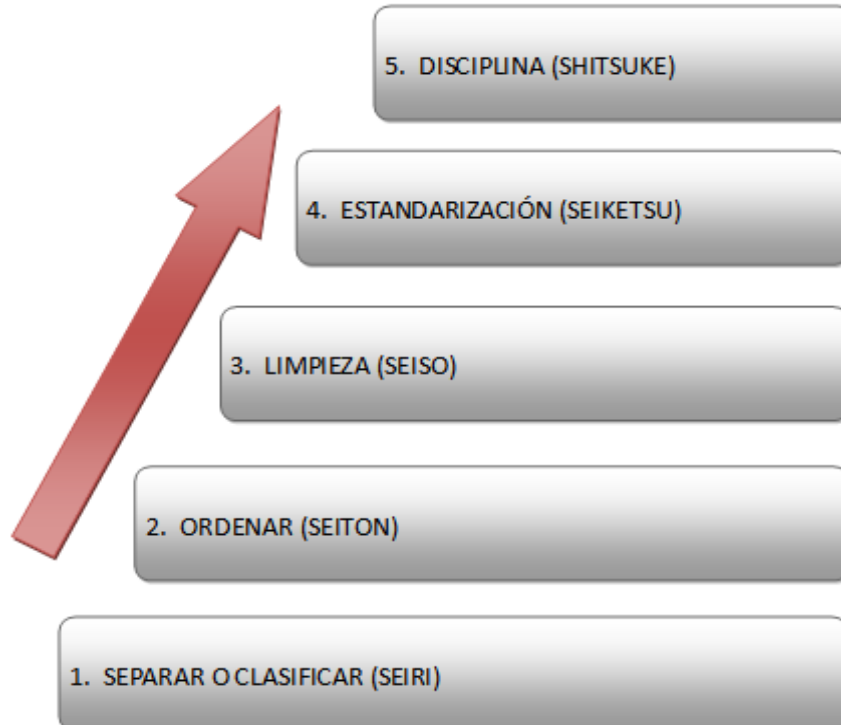 5. DISCIPLINA (SHITSUKE)
4. ESTANDARIZACIÓN (SEIKETSU)
3. LIMPIEZA (SEISO)
2. ORDENAR (SEITON)
1. SEPARAR O CLASIFICAR (SEIRI)